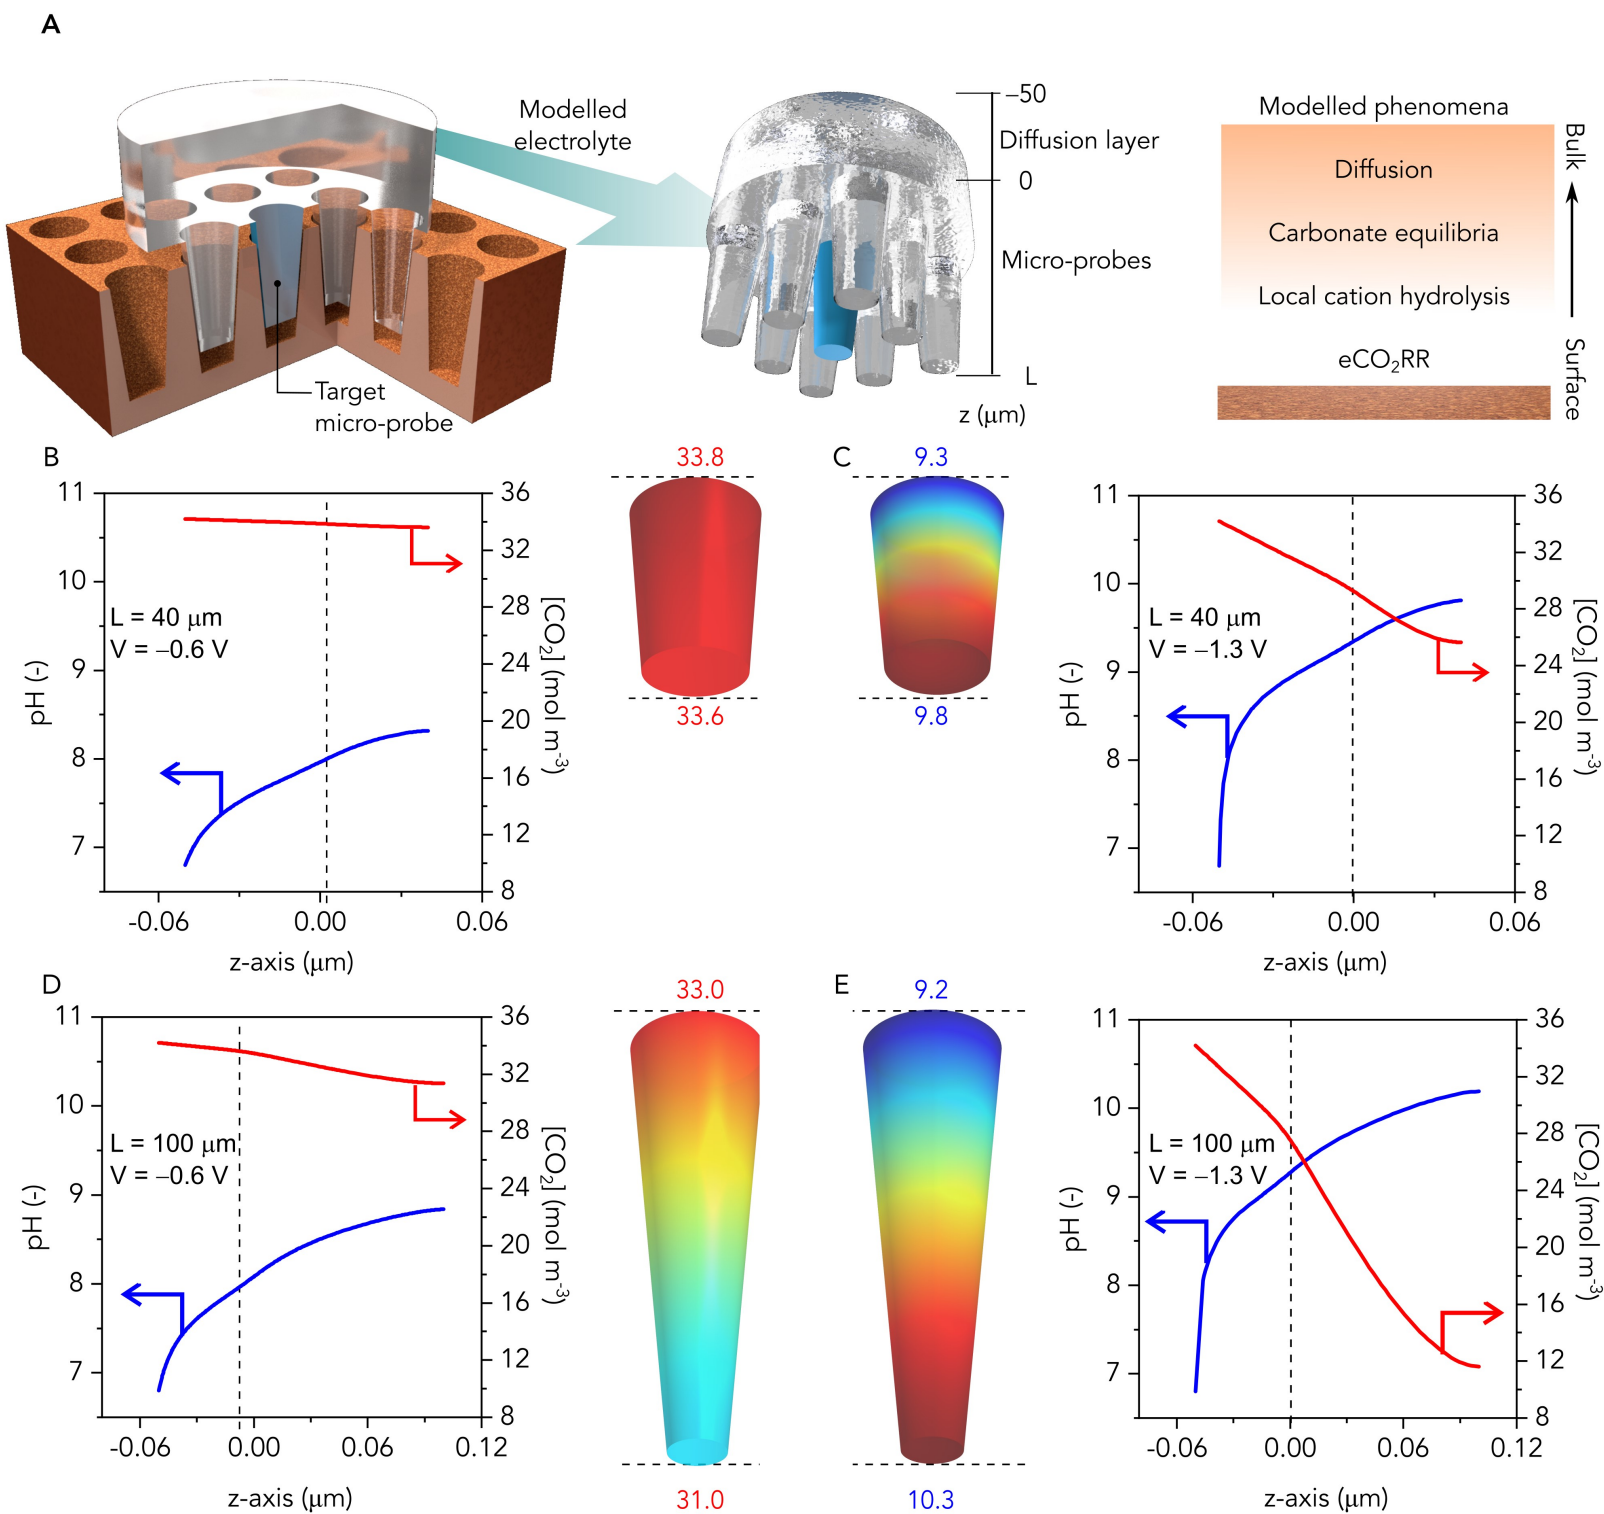 A
Modelled
electrolyte
−50
Diffusion layer
0
Micro-probes
L
z (μm)
Target
micro-probe
Modelled phenomena
Diffusion
Carbonate equilibria
Local cation hydrolysis
eCO₂RR
Bulk
Surface
B
11
10
9
8
7
pH (-)
L = 40 μm
V = −0.6 V
36
32
28
24
20
16
12
8
[CO₂] (mol m⁻³)
-0.06
0.00
0.06
z-axis (μm)
33.8
33.6
C
9.3
9.8
11
10
9
8
7
pH (-)
L = 40 μm
V = −1.3 V
36
32
28
24
20
16
12
8
[CO₂] (mol m⁻³)
-0.06
0.00
0.06
z-axis (μm)
D
11
10
9
8
7
pH (-)
L = 100 μm
V = −0.6 V
36
32
28
24
20
16
12
8
[CO₂] (mol m⁻³)
-0.06
0.00
0.06
0.12
z-axis (μm)
33.0
31.0
E
9.2
10.3
11
10
9
8
7
pH (-)
L = 100 μm
V = −1.3 V
36
32
28
24
20
16
12
8
[CO₂] (mol m⁻³)
-0.06
0.00
0.06
0.12
z-axis (μm)